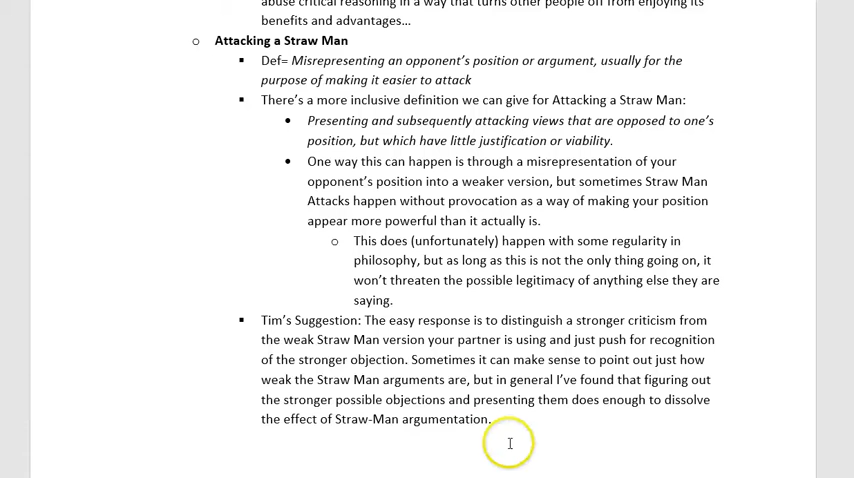 abuse critical reasoning in a way that turns other people off from enjoying its
benefits and advantages…
o Attacking a Straw Man
▪ Def= Misrepresenting an opponent's position or argument, usually for the
purpose of making it easier to attack
▪ There's a more inclusive definition we can give for Attacking a Straw Man:
• Presenting and subsequently attacking views that are opposed to one's
position, but which have little justification or viability.
• One way this can happen is through a misrepresentation of your
opponent's position into a weaker version, but sometimes Straw Man
Attacks happen without provocation as a way of making your position
appear more powerful than it actually is.
o This does (unfortunately) happen with some regularity in
philosophy, but as long as this is not the only thing going on, it
won't threaten the possible legitimacy of anything else they are
saying.
▪ Tim's Suggestion: The easy response is to distinguish a stronger criticism from
the weak Straw Man version your partner is using and just push for recognition
of the stronger objection. Sometimes it can make sense to point out just how
weak the Straw Man arguments are, but in general I've found that figuring out
the stronger possible objections and presenting them does enough to dissolve
the effect of Straw-Man argumentation.